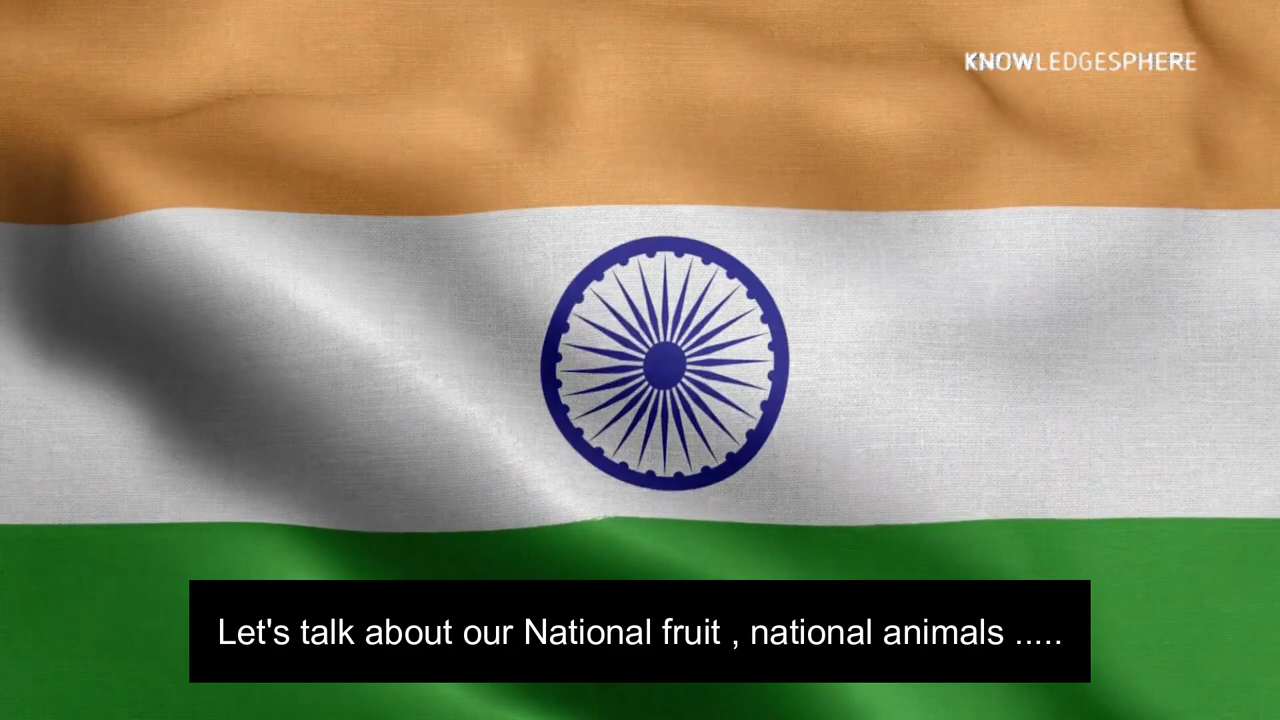 KNOWLEDGESPHERE
Let's talk about our National fruit , national animals .....